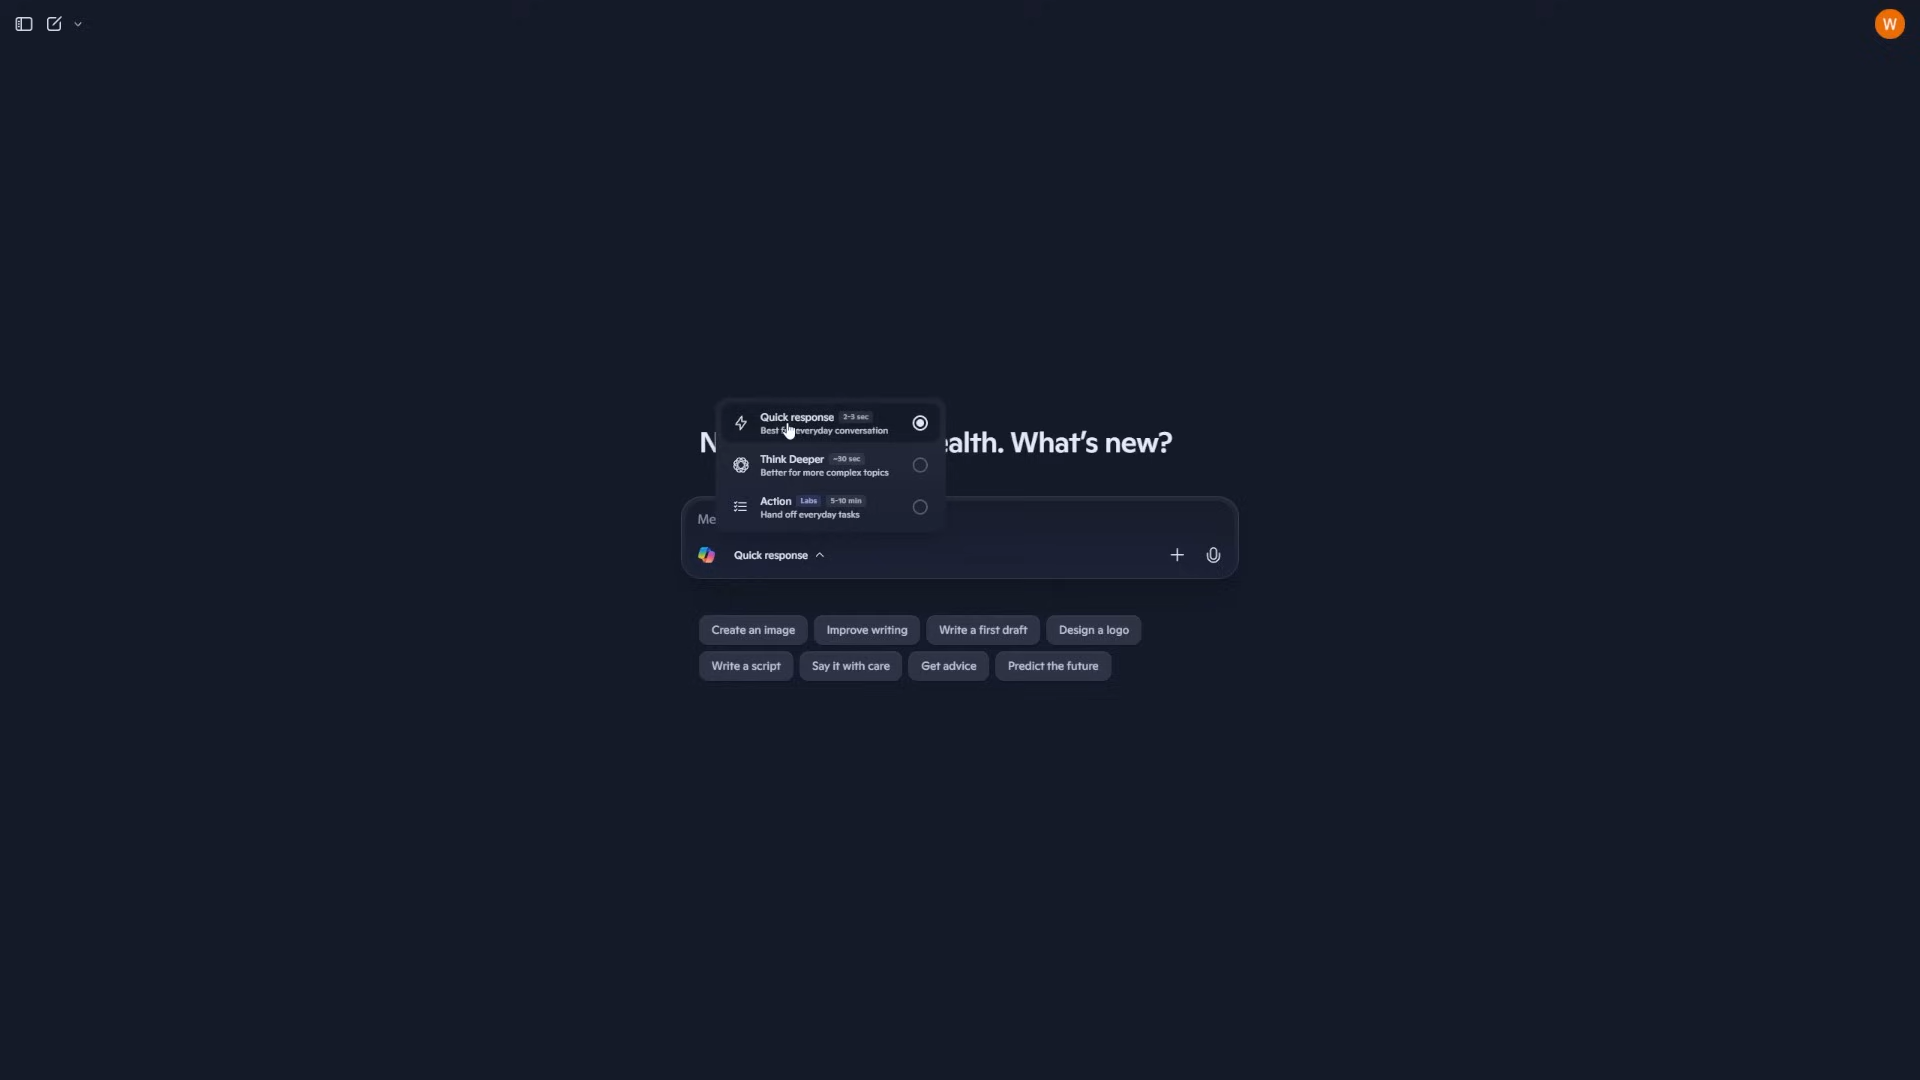 W
Quick response 2-3 sec
Best everyday conversation
Think Deeper ~30 sec
Better for more complex topics
Action Labs 5-10 min
Hand off everyday tasks
N ealth. What's new?
Me
Quick response
Create an image Improve writing Write a first draft Design a logo
Write a script Say it with care Get advice Predict the future